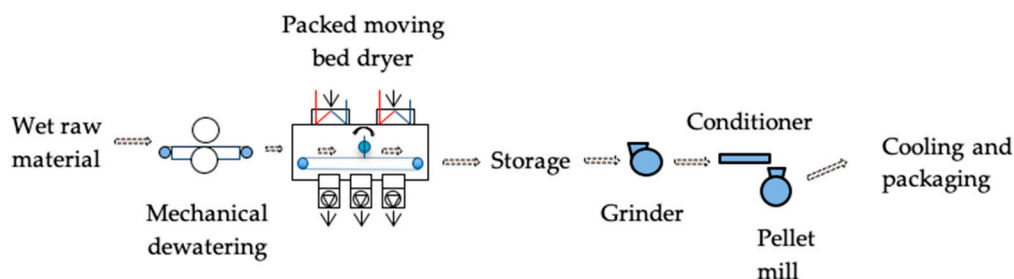 Packed moving
bed dryer
Wet raw
material
Mechanical
dewatering
Storage
Grinder
Conditioner
Pellet
mill
Cooling and
packaging